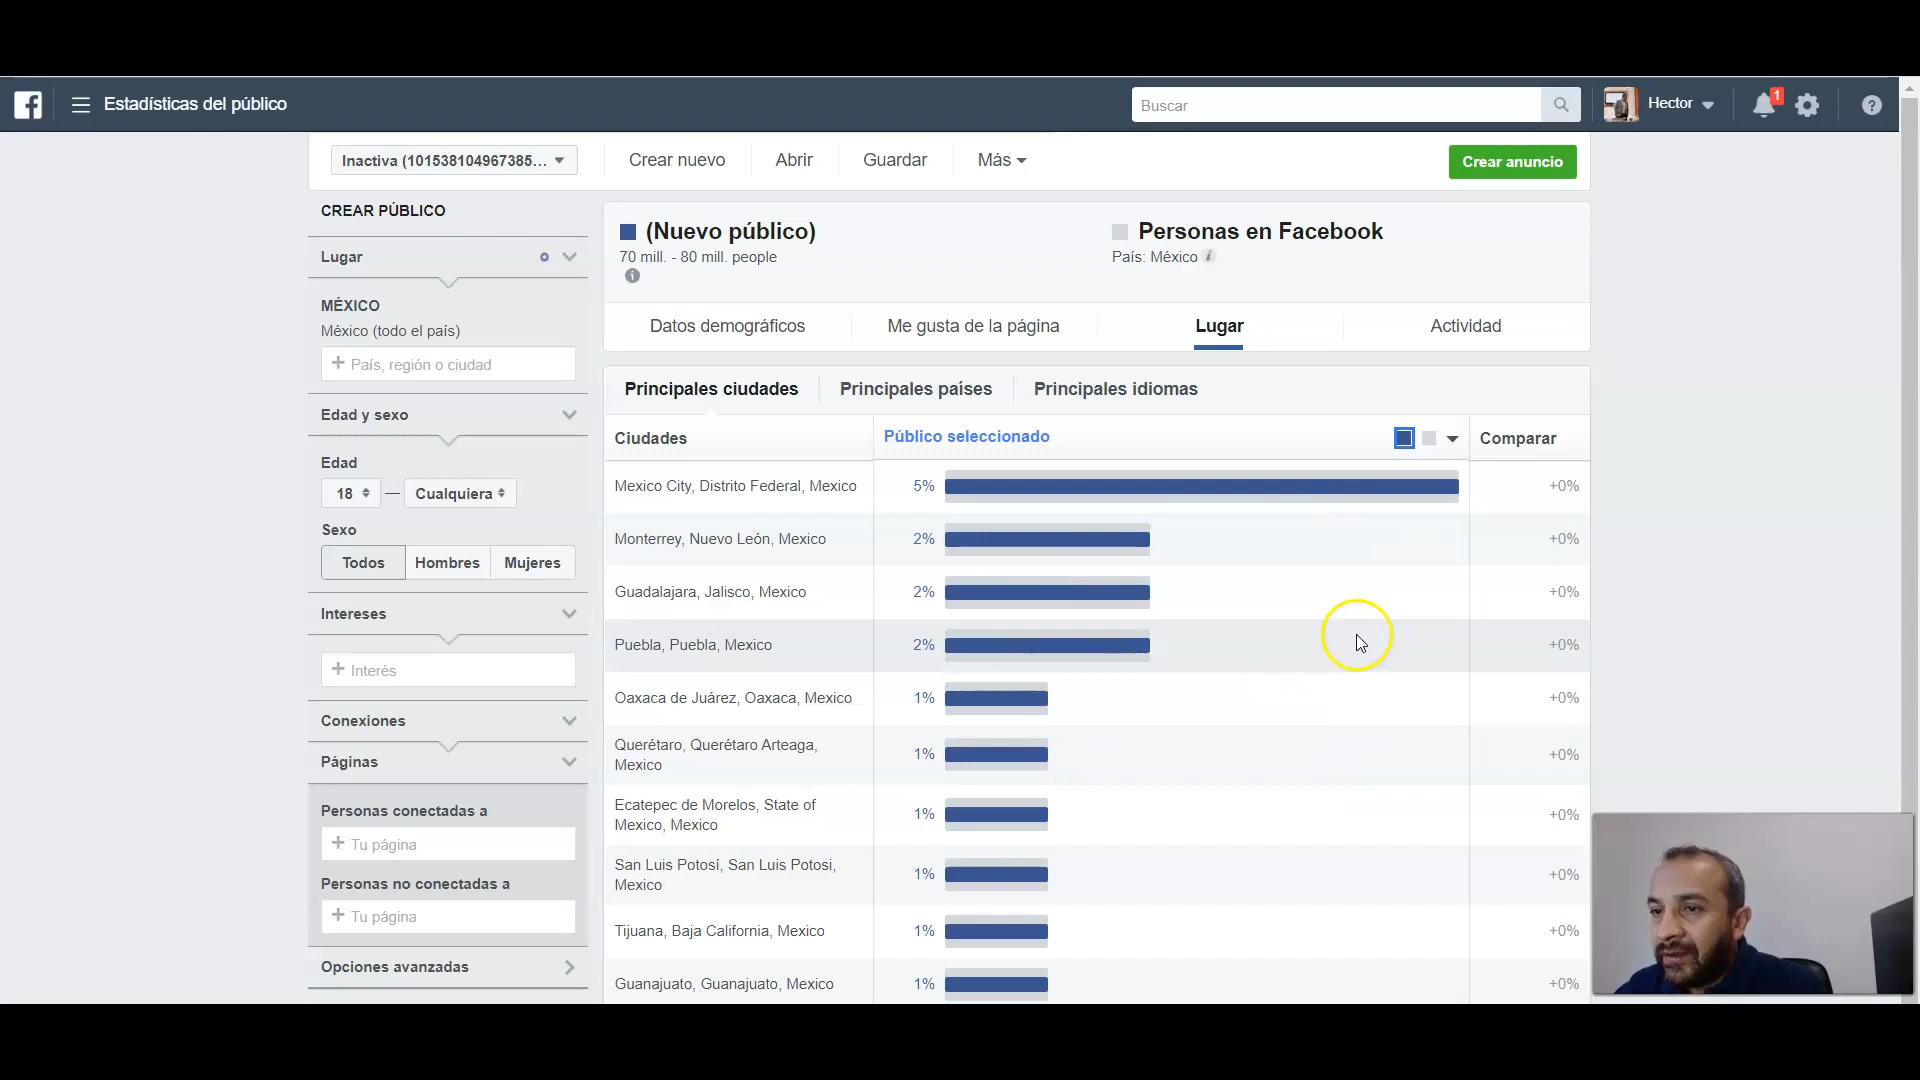 Estadísticas del público
Buscar
Hector
1
Inactiva (101538104967385...
Crear nuevo
Abrir
Guardar
Más
Crear anuncio
CREAR PÚBLICO
Lugar
MÉXICO
México (todo el país)
País, región o ciudad
Edad y sexo
Edad
18 — Cualquiera
Sexo
Todos Hombres Mujeres
Intereses
Interés
Conexiones
Páginas
Personas conectadas a
Tu página
Personas no conectadas a
Tu página
Opciones avanzadas
(Nuevo público)
70 mill. - 80 mill. people
Personas en Facebook
País: México
Datos demográficos
Me gusta de la página
Lugar
Actividad
Principales ciudades
Principales países
Principales idiomas
Ciudades Público seleccionado Comparar
Mexico City, Distrito Federal, Mexico 5% +0%
Monterrey, Nuevo León, Mexico 2% +0%
Guadalajara, Jalisco, Mexico 2% +0%
Puebla, Puebla, Mexico 2% +0%
Oaxaca de Juárez, Oaxaca, Mexico 1% +0%
Querétaro, Querétaro Arteaga,
Mexico 1% +0%
Ecatepec de Morelos, State of
Mexico, Mexico 1% +0%
San Luis Potosí, San Luis Potosi,
Mexico 1% +0%
Tijuana, Baja California, Mexico 1% +0%
Guanajuato, Guanajuato, Mexico 1% +0%